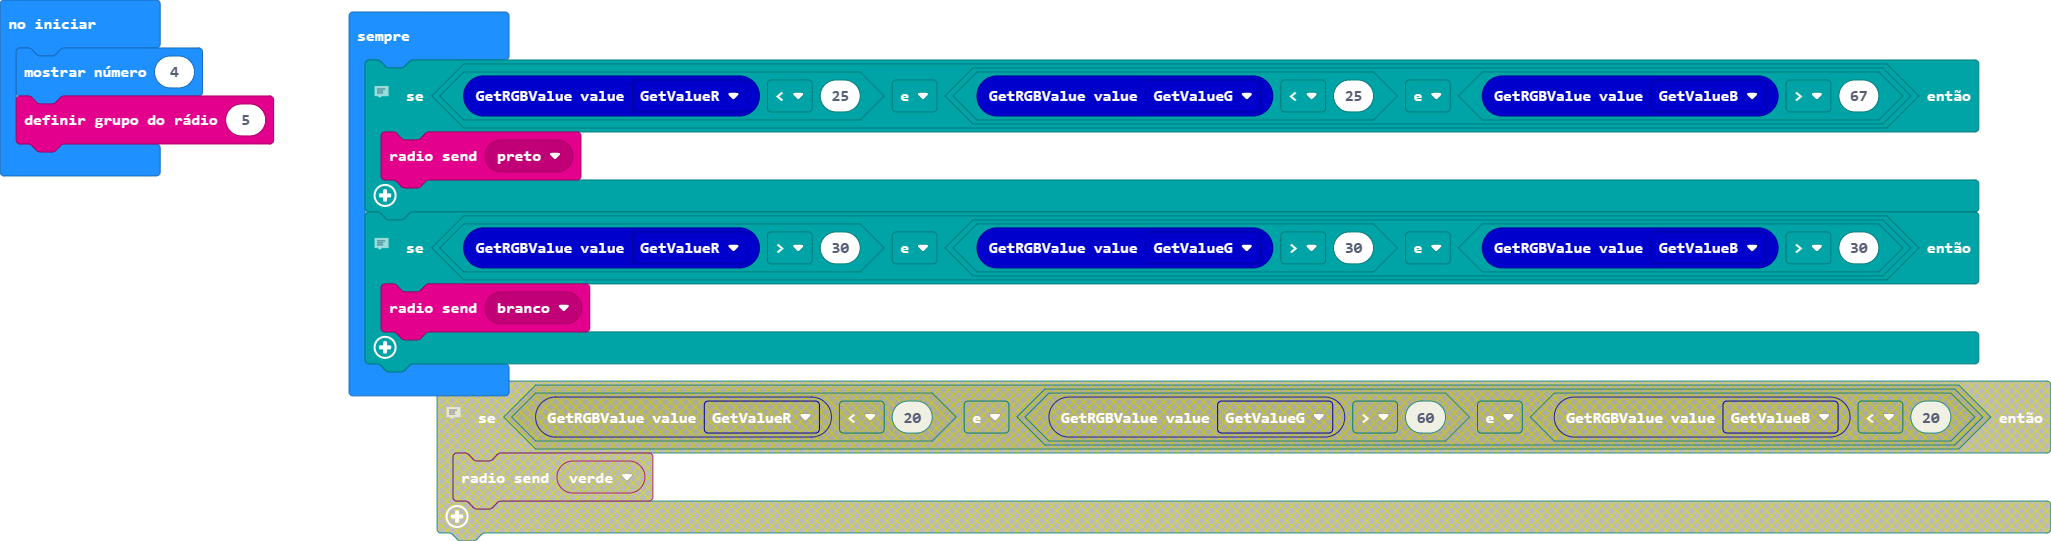 no iniciar
mostrar número 4
definir grupo do rádio 5
sempre
se GetRGBValue value GetValueR < 25 e GetRGBValue value GetValueG < 25 e GetRGBValue value GetValueB > 67 então
radio send preto
se GetRGBValue value GetValueR > 30 e GetRGBValue value GetValueG > 30 e GetRGBValue value GetValueB > 30 então
radio send branco
se GetRGBValue value GetValueR < 20 e GetRGBValue value GetValueG > 60 e GetRGBValue value GetValueB < 20 então
radio send verde